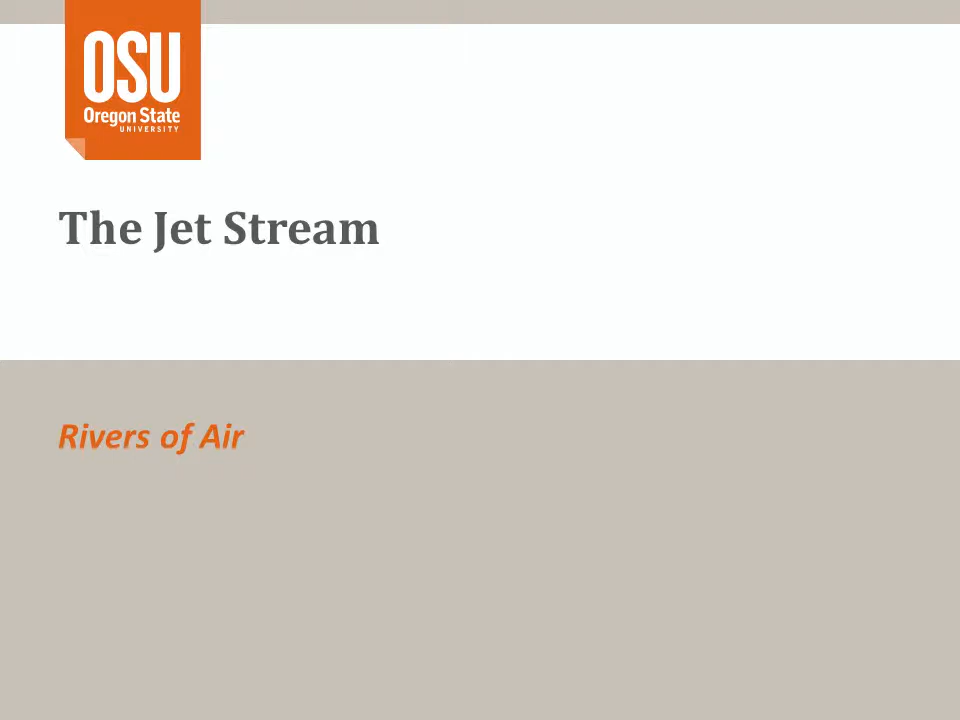 OSU
Oregon State
UNIVERSITY
The Jet Stream
Rivers of Air